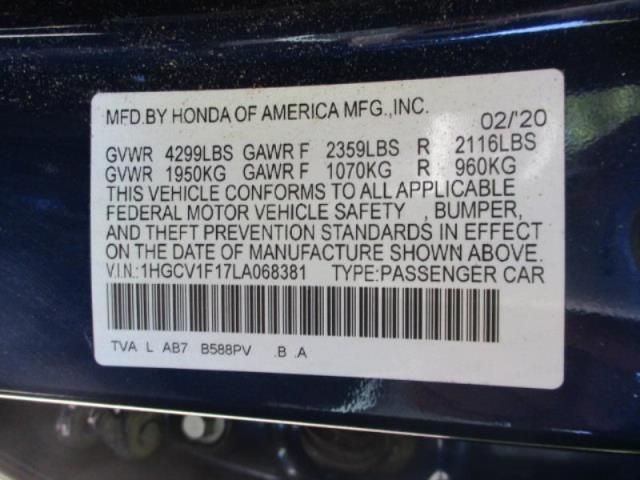 MFD.BY HONDA OF AMERICA MFG.,INC. 02/'20
GVWR 4299LBS GAWR F 2359LBS R 2116LBS
GVWR 1950KG GAWR F 1070KG R 960KG
THIS VEHICLE CONFORMS TO ALL APPLICABLE
FEDERAL MOTOR VEHICLE SAFETY , BUMPER,
AND THEFT PREVENTION STANDARDS IN EFFECT
ON THE DATE OF MANUFACTURE SHOWN ABOVE.
V.I.N.:1HGCV1F17LA068381 TYPE:PASSENGER CAR
TVA L AB7 B588PV .B .A